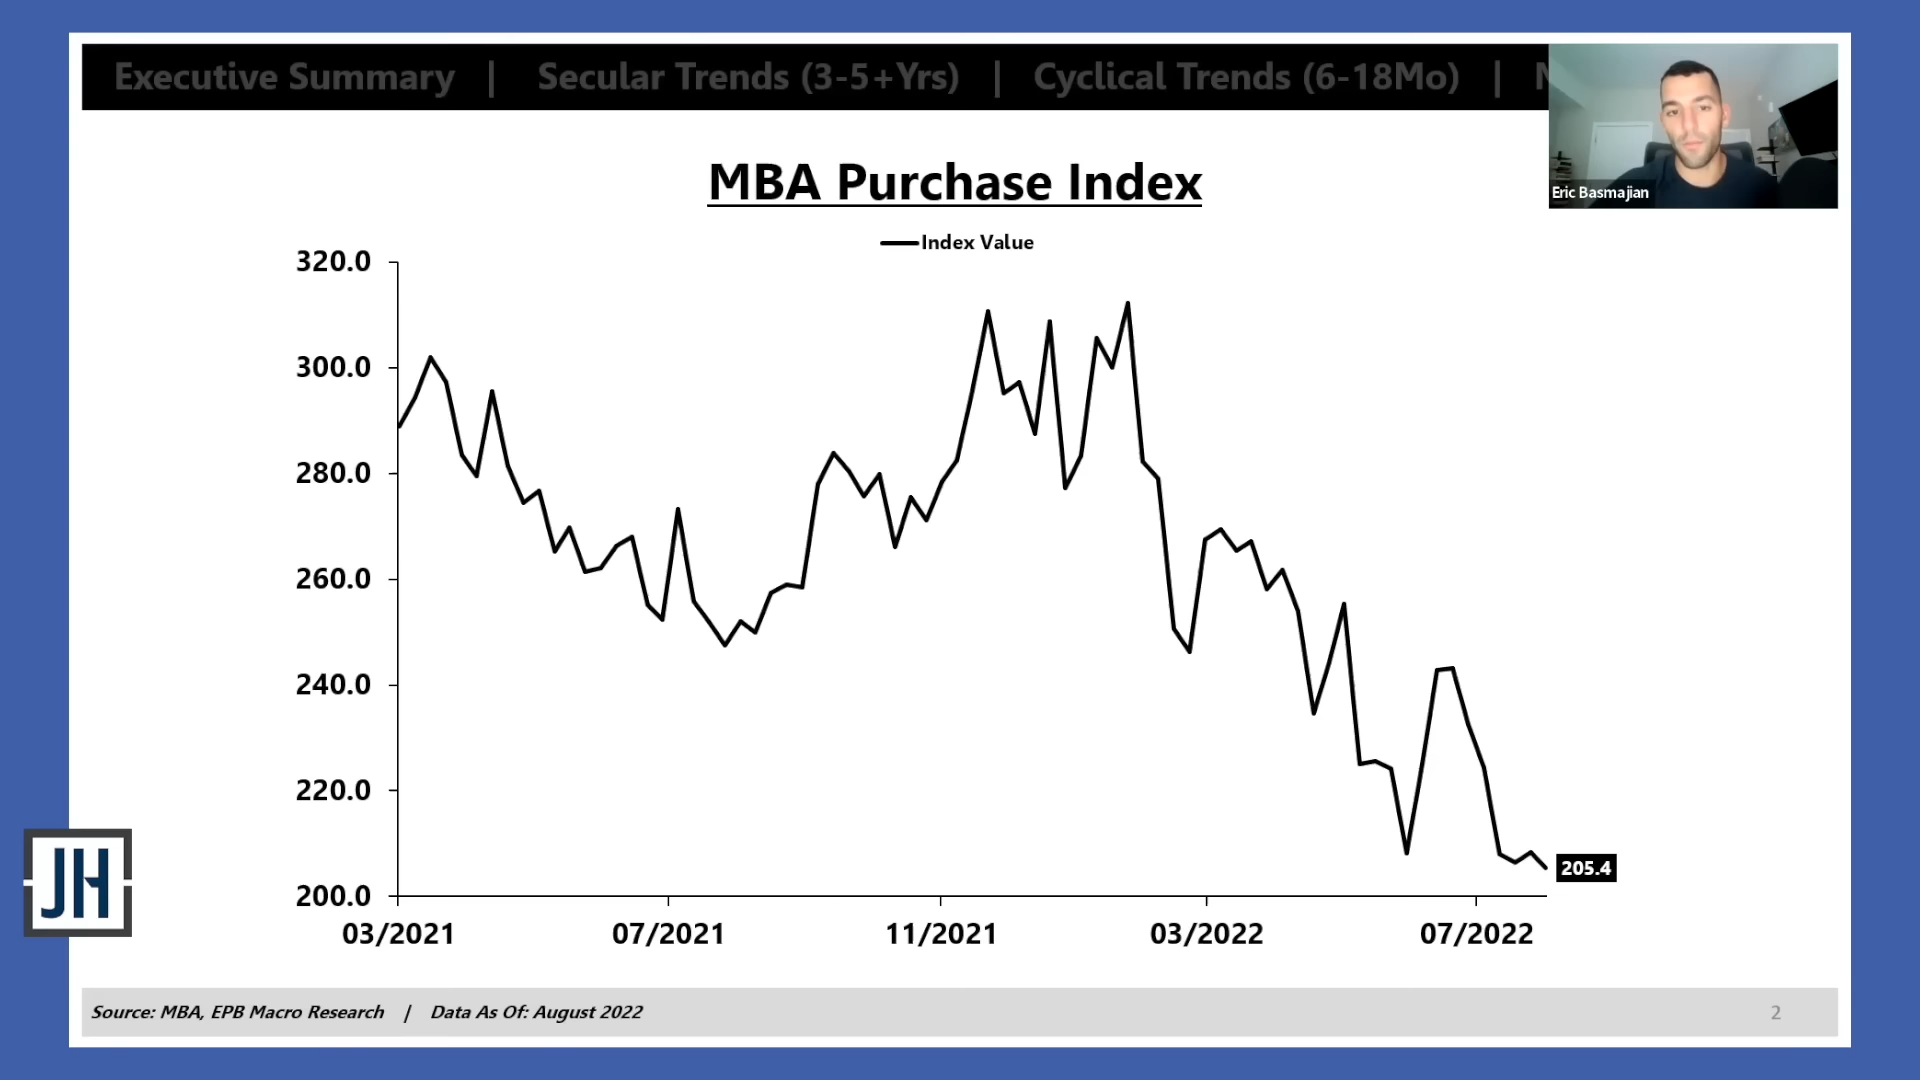 Executive Summary | Secular Trends (3-5+Yrs) | Cyclical Trends (6-18Mo) |
Eric Basmajian
MBA Purchase Index
Index Value
320.0
300.0
280.0
260.0
240.0
220.0
200.0
205.4
03/2021 07/2021 11/2021 03/2022 07/2022
JH
Source: MBA, EPB Macro Research | Data As Of: August 2022
2